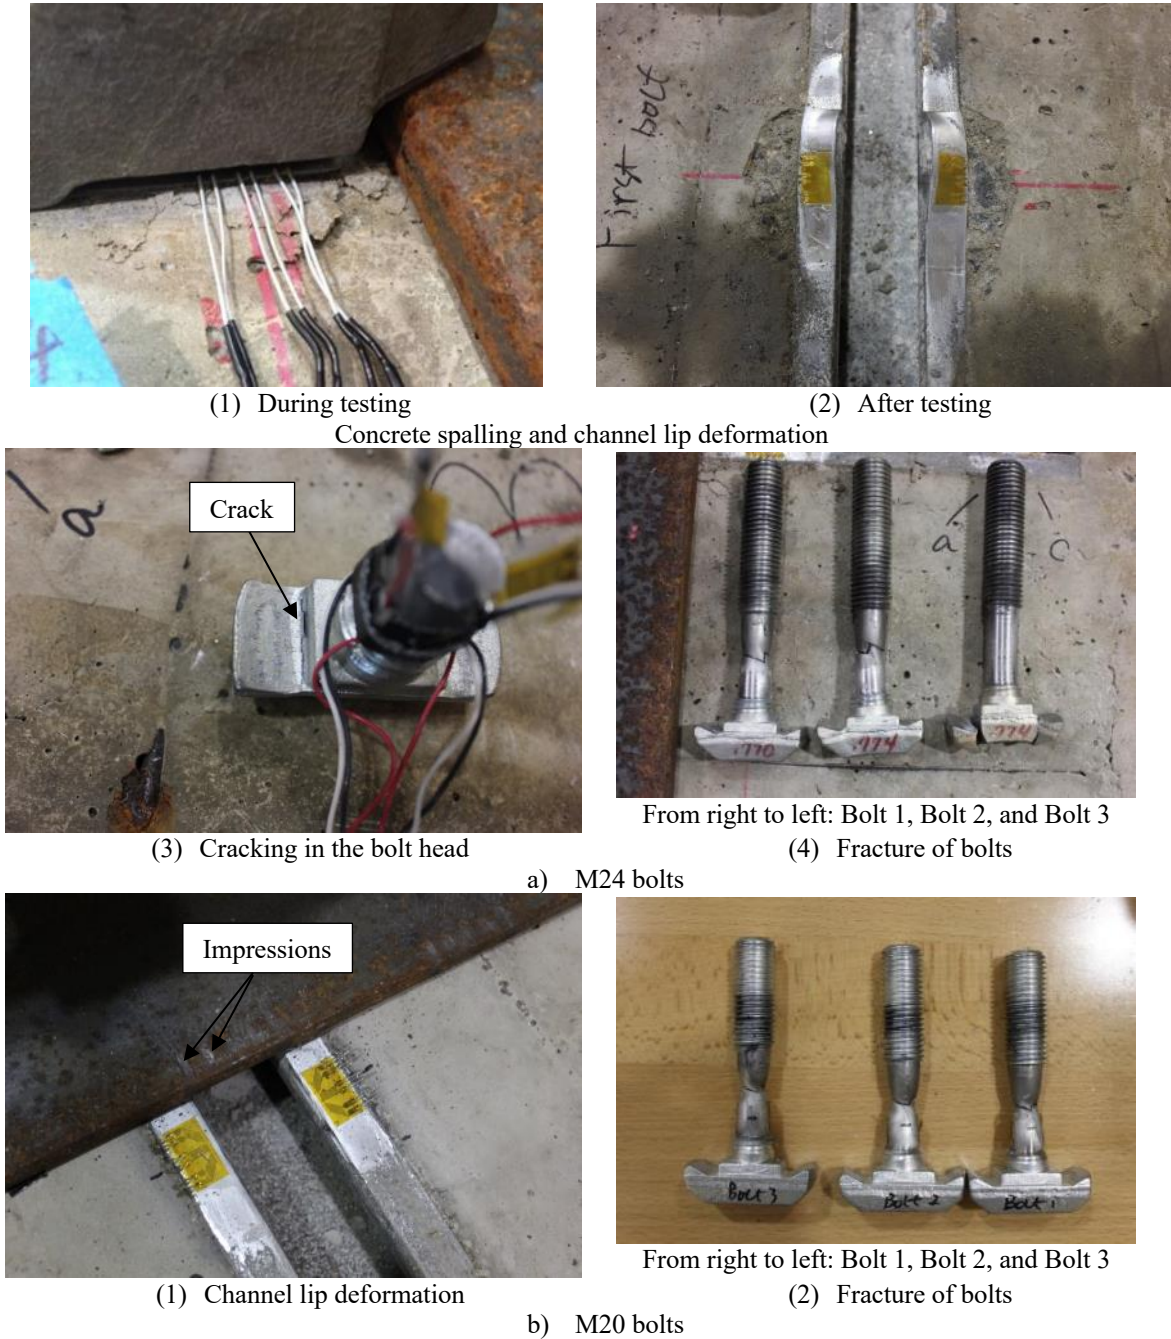 First bolt
(1) During testing
(2) After testing
Concrete spalling and channel lip deformation
a
Crack
a
c
.770
.774
.774
From right to left: Bolt 1, Bolt 2, and Bolt 3
(3) Cracking in the bolt head
(4) Fracture of bolts
a) M24 bolts
Impressions
Bolt 3
Bolt 2
Bolt 1
From right to left: Bolt 1, Bolt 2, and Bolt 3
(1) Channel lip deformation
(2) Fracture of bolts
b) M20 bolts